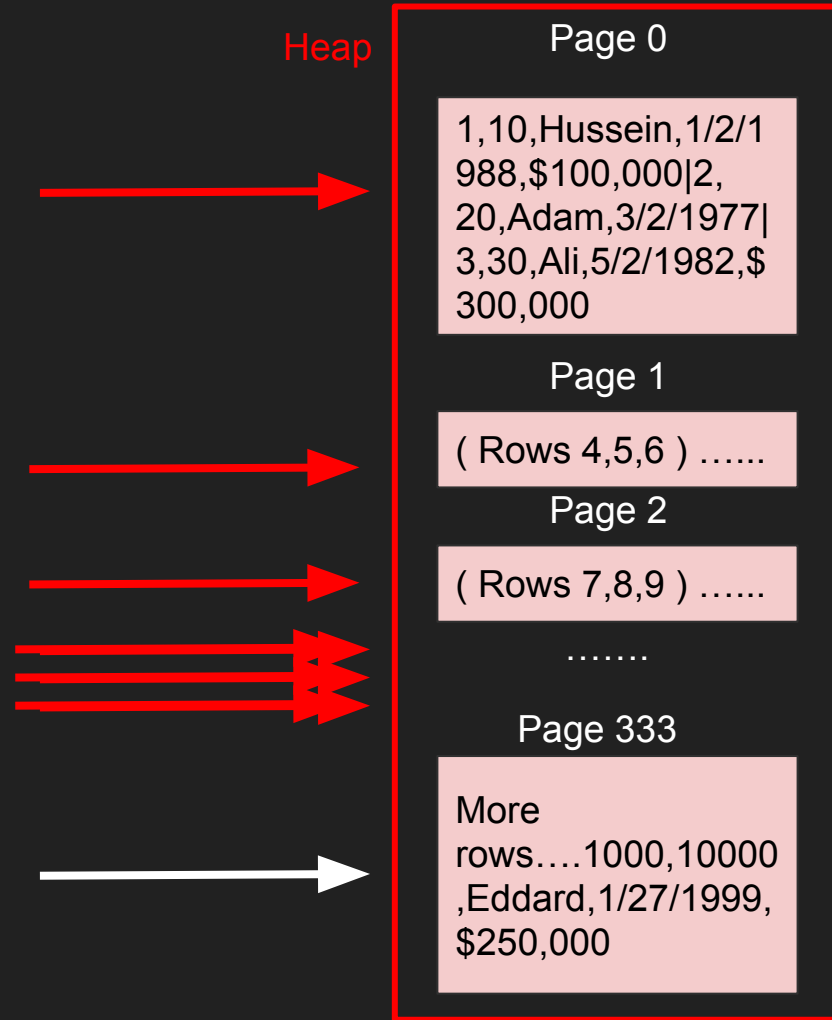 Heap
Page 0
1,10,Hussein,1/2/1
988,$100,000|2,
20,Adam,3/2/1977|
3,30,Ali,5/2/1982,$
300,000
Page 1
( Rows 4,5,6 ) …...
Page 2
( Rows 7,8,9 ) …...
…….
Page 333
More
rows….1000,10000
,Eddard,1/27/1999,
$250,000